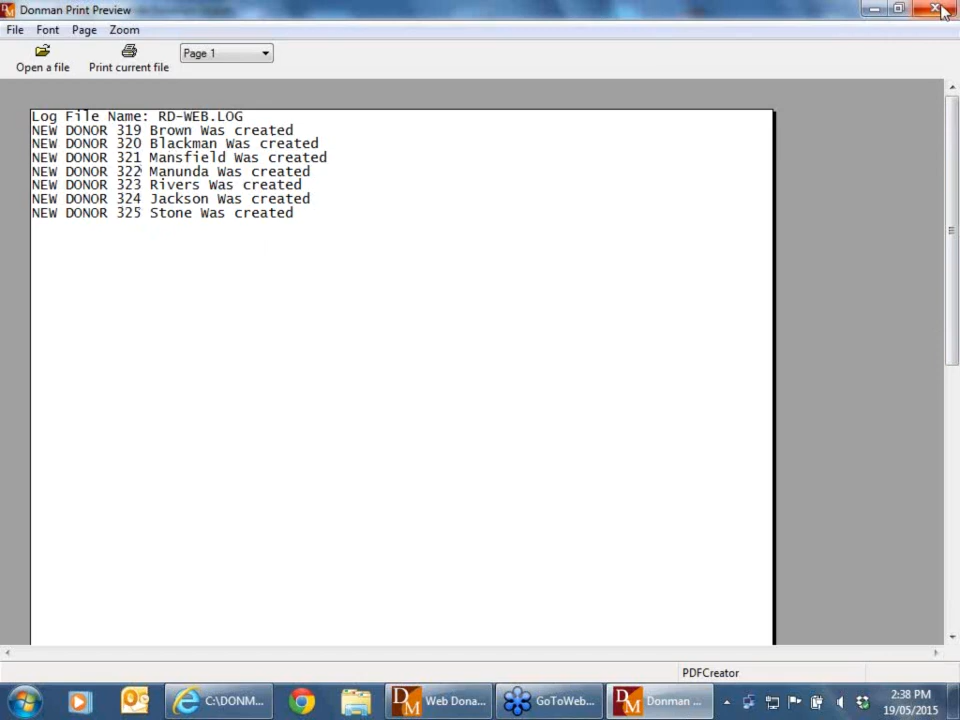 Donman Print Preview
File Font Page Zoom
Open a file Print current file Page 1
Log File Name: RD-WEB.LOG
NEW DONOR 319 Brown Was created
NEW DONOR 320 Blackman Was created
NEW DONOR 321 Mansfield Was created
NEW DONOR 322 Manunda Was created
NEW DONOR 323 Rivers Was created
NEW DONOR 324 Jackson Was created
NEW DONOR 325 Stone Was created
PDFCreator
C:\DONM... Web Dona... GoToWeb... Donman ... 2:38 PM
19/05/2015